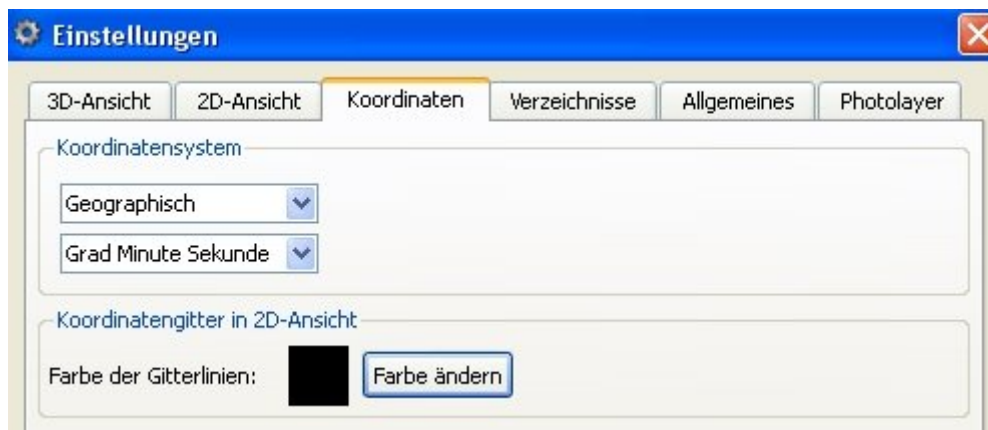 Einstellungen
3D-Ansicht 2D-Ansicht Koordinaten Verzeichnisse Allgemeines Photolayer
Koordinatensystem
Geographisch
Grad Minute Sekunde
Koordinatengitter in 2D-Ansicht
Farbe der Gitterlinien: Farbe ändern